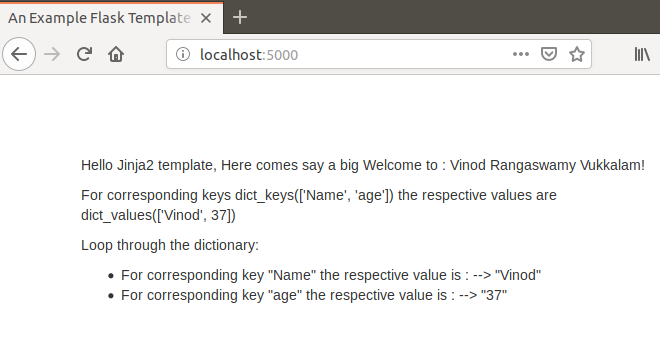 An Example Flask Template
localhost:5000
Hello Jinja2 template, Here comes say a big Welcome to : Vinod Rangaswamy Vukkalam!
For corresponding keys dict_keys(['Name', 'age']) the respective values are
dict_values(['Vinod', 37])
Loop through the dictionary:
• For corresponding key "Name" the respective value is : --> "Vinod"
• For corresponding key "age" the respective value is : --> "37"